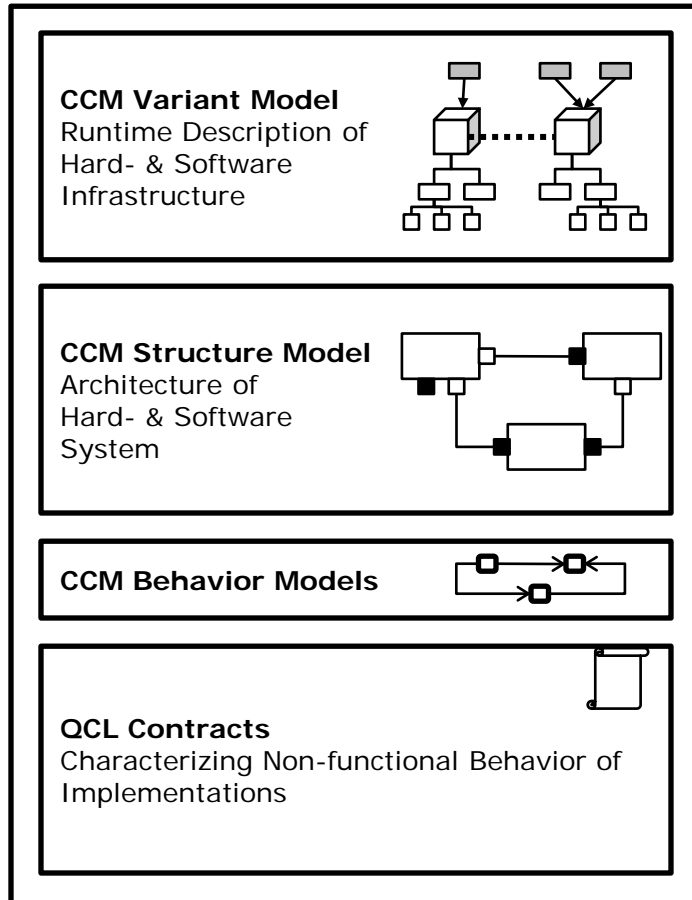 CCM Variant Model
Runtime Description of
Hard- & Software
Infrastructure
CCM Structure Model
Architecture of
Hard- & Software
System
CCM Behavior Models
QCL Contracts
Characterizing Non-functional Behavior of
Implementations